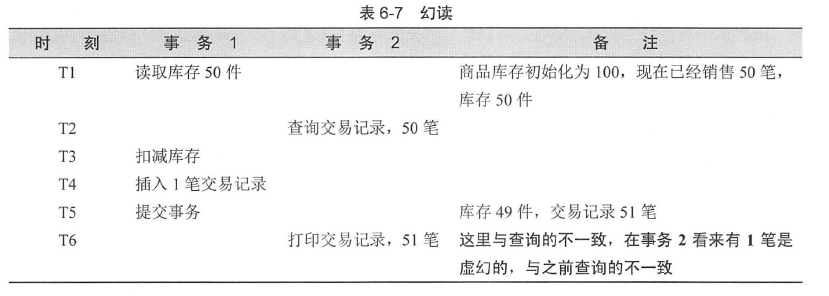 表 6-7 幻读
时 刻 事 务 1 事 务 2 备 注
T1 读取库存 50 件 商品库存初始化为 100，现在已经销售 50 笔，
库存 50 件
T2 查询交易记录，50 笔
T3 扣减库存
T4 插入 1 笔交易记录
T5 提交事务 库存 49 件，交易记录 51 笔
T6 打印交易记录，51 笔 这里与查询的不一致，在事务 2 看来有 1 笔是
虚幻的，与之前查询的不一致